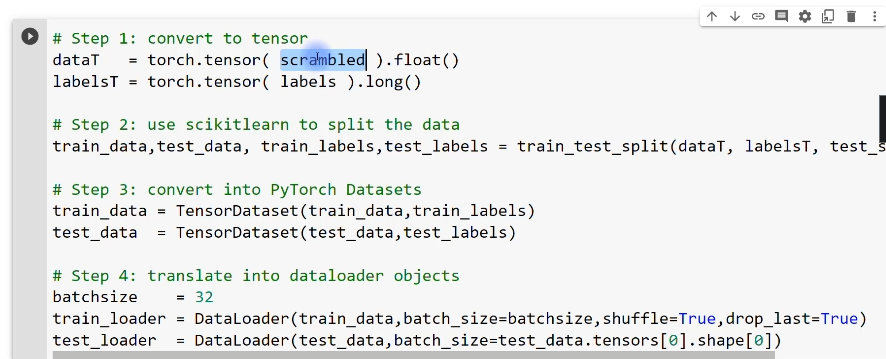 # Step 1: convert to tensor
dataT   = torch.tensor( scrambled ).float()
labelsT = torch.tensor( labels ).long()
# Step 2: use scikitlearn to split the data
train_data,test_data, train_labels,test_labels = train_test_split(dataT, labelsT, test_s
# Step 3: convert into PyTorch Datasets
train_data = TensorDataset(train_data,train_labels)
test_data  = TensorDataset(test_data,test_labels)
# Step 4: translate into dataloader objects
batchsize    = 32
train_loader = DataLoader(train_data,batch_size=batchsize,shuffle=True,drop_last=True)
test_loader  = DataLoader(test_data,batch_size=test_data.tensors[0].shape[0])